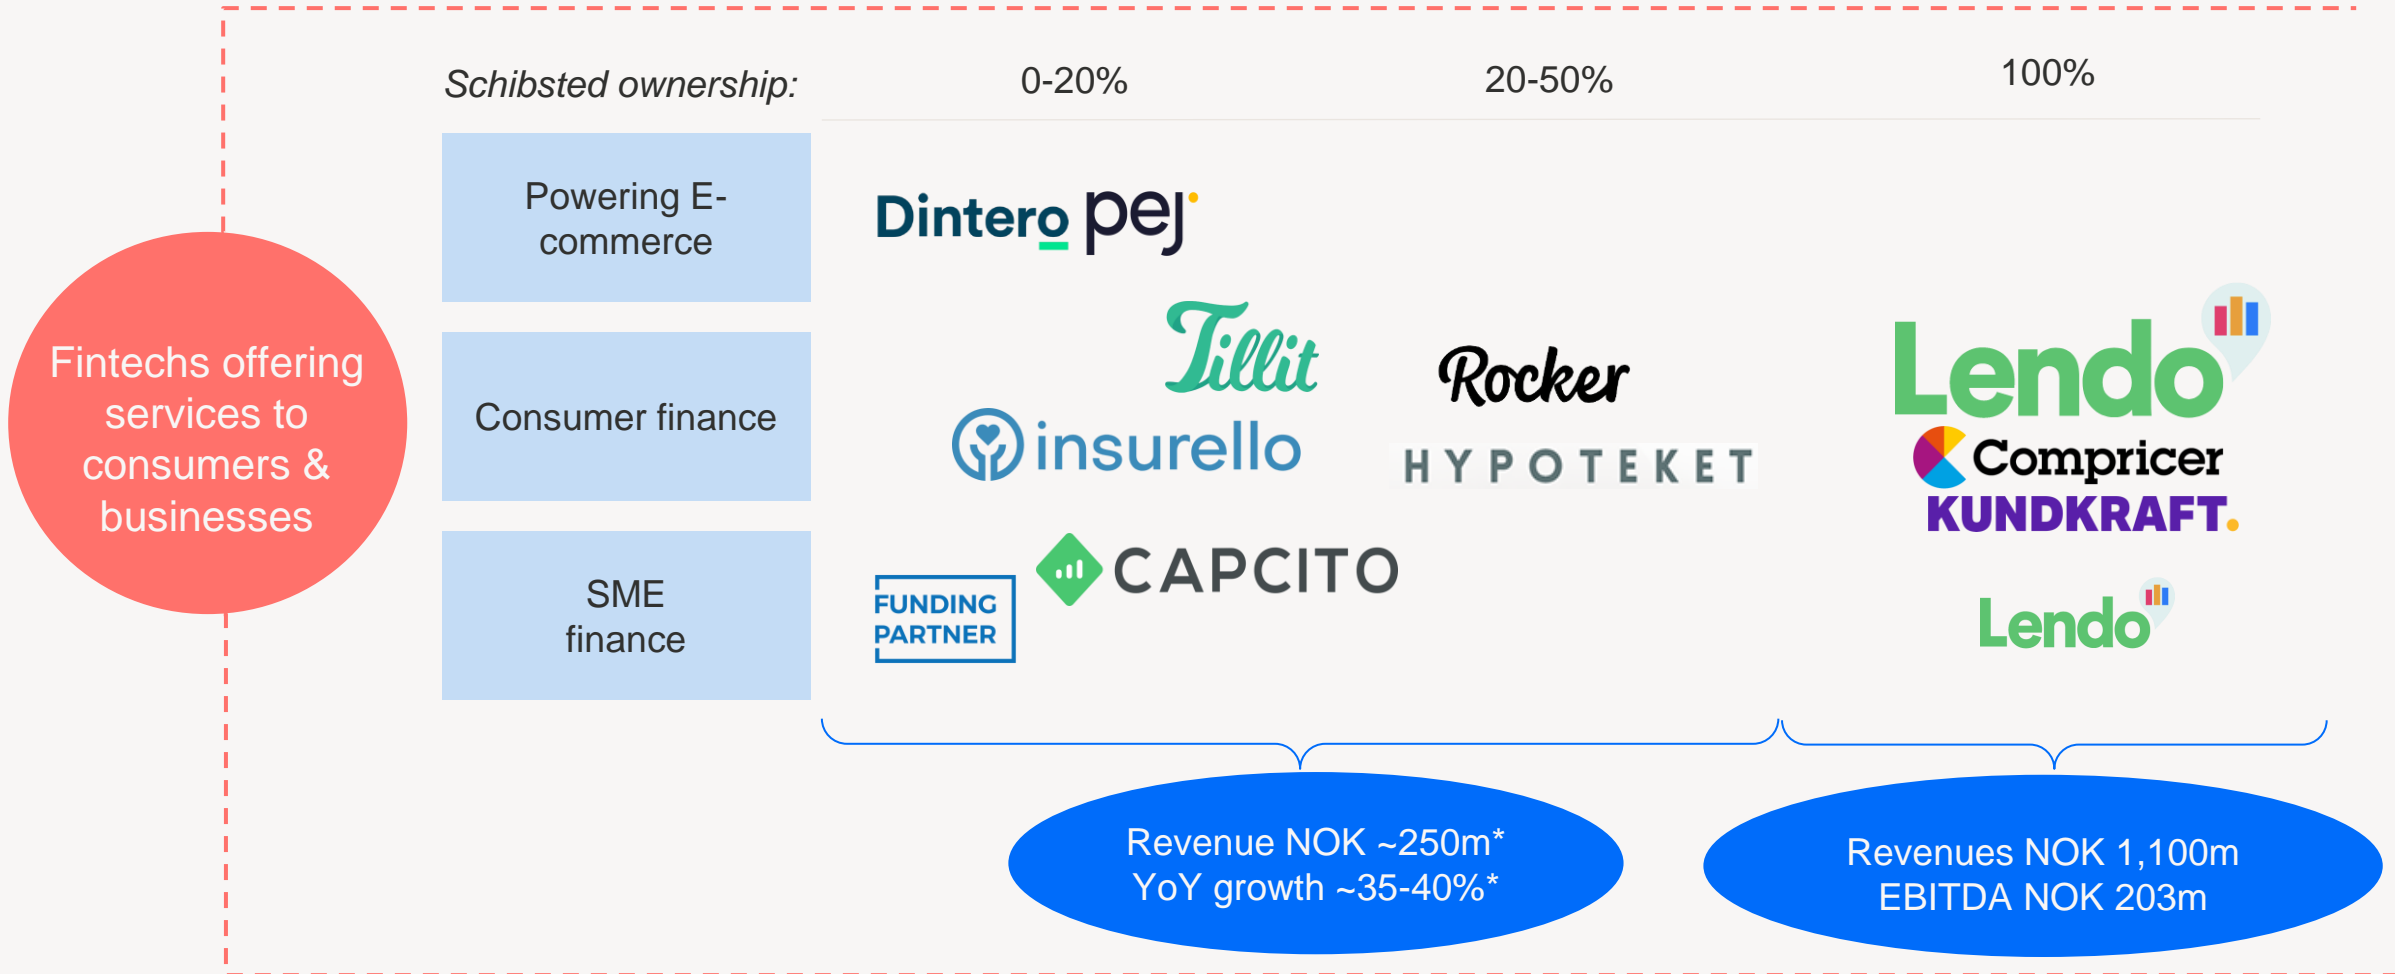 Schibsted ownership:
0-20%
20-50%
100%
Fintechs offering
services to
consumers &
businesses
Powering E-
commerce
Dintero
pej
Consumer finance
Tillit
insurello
Rocker
HYPOTEKET
Lendo
Compricer
KUNDKRAFT.
SME
finance
FUNDING
PARTNER
CAPCITO
Lendo
Revenue NOK ~250m*
YoY growth ~35-40%*
Revenues NOK 1,100m
EBITDA NOK 203m